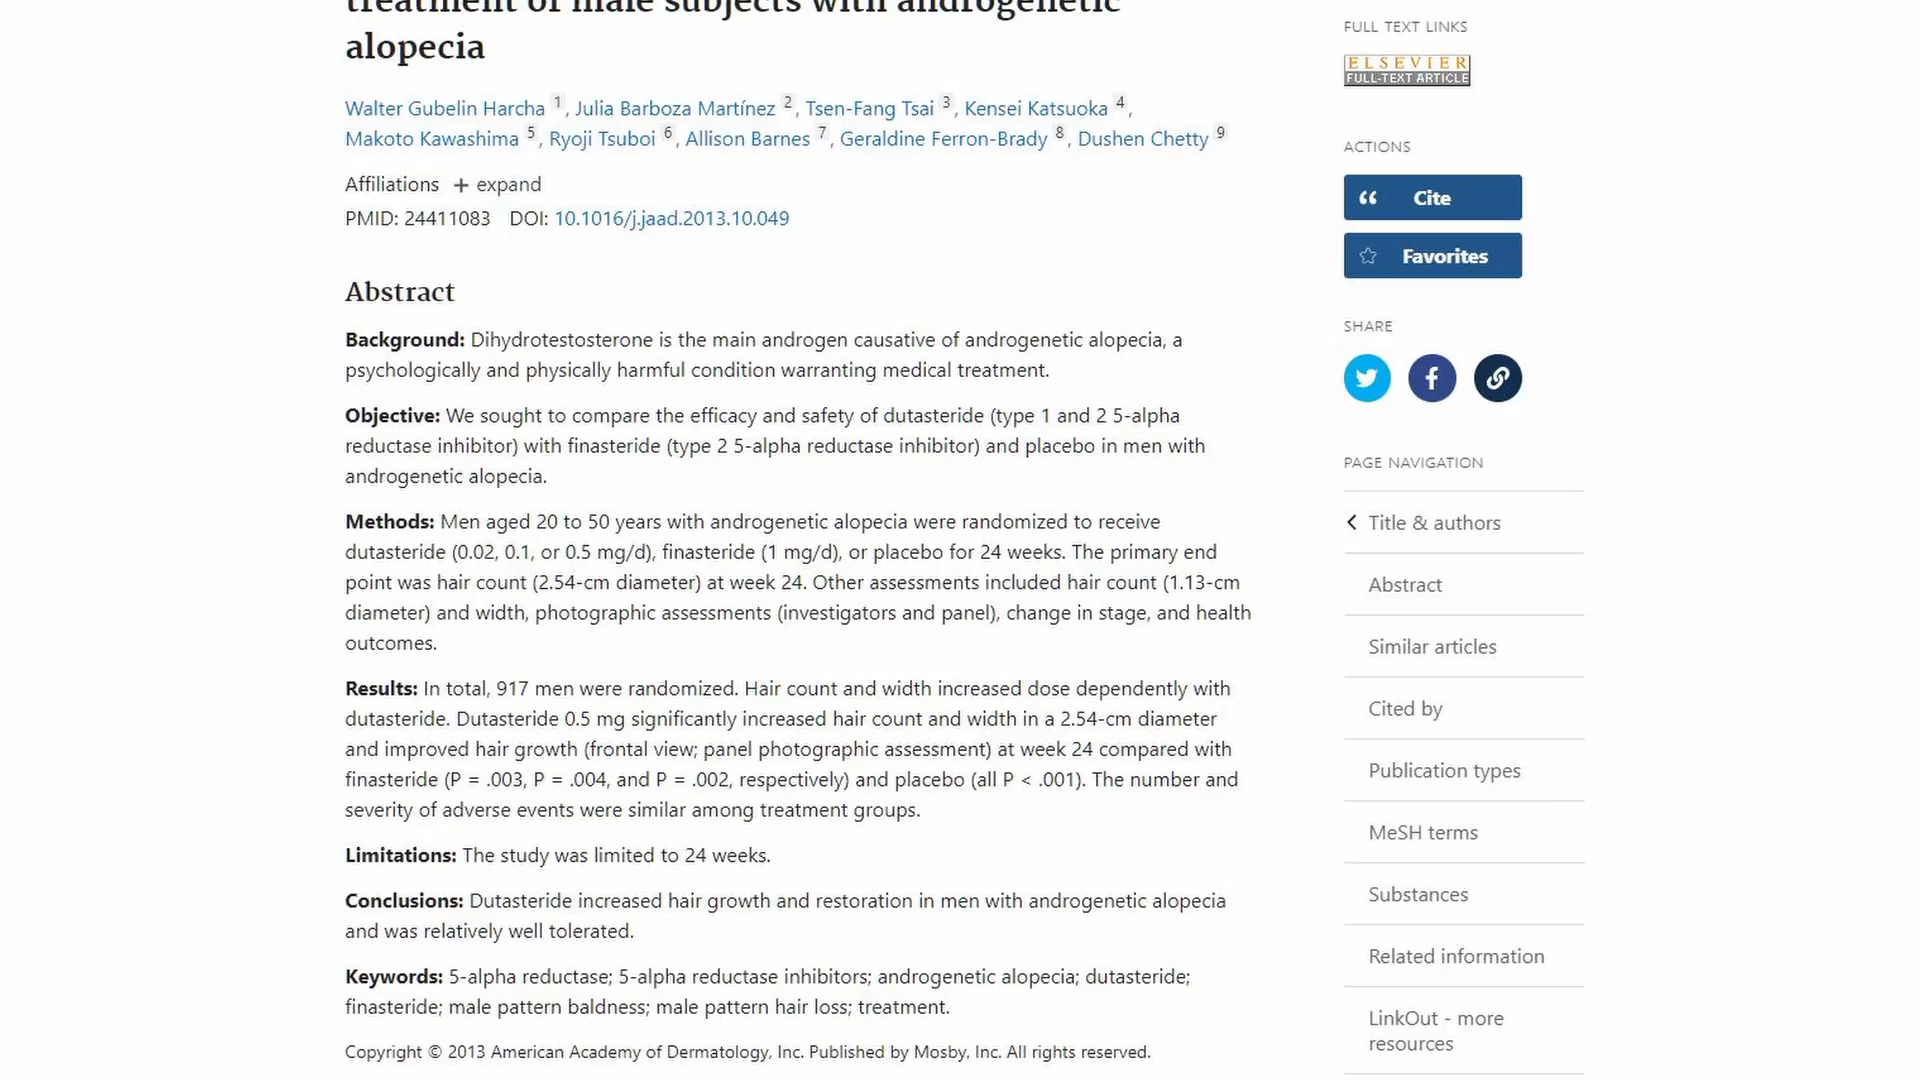 treatment of male subjects with androgenetic
alopecia
Walter Gubelin Harcha 1, Julia Barboza Martínez 2, Tsen-Fang Tsai 3, Kensei Katsuoka 4,
Makoto Kawashima 5, Ryoji Tsuboi 6, Allison Barnes 7, Geraldine Ferron-Brady 8, Dushen Chetty 9
Affiliations + expand
PMID: 24411083 DOI: 10.1016/j.jaad.2013.10.049
Abstract
Background: Dihydrotestosterone is the main androgen causative of androgenetic alopecia, a
psychologically and physically harmful condition warranting medical treatment.
Objective: We sought to compare the efficacy and safety of dutasteride (type 1 and 2 5-alpha
reductase inhibitor) with finasteride (type 2 5-alpha reductase inhibitor) and placebo in men with
androgenetic alopecia.
Methods: Men aged 20 to 50 years with androgenetic alopecia were randomized to receive
dutasteride (0.02, 0.1, or 0.5 mg/d), finasteride (1 mg/d), or placebo for 24 weeks. The primary end
point was hair count (2.54-cm diameter) at week 24. Other assessments included hair count (1.13-cm
diameter) and width, photographic assessments (investigators and panel), change in stage, and health
outcomes.
Results: In total, 917 men were randomized. Hair count and width increased dose dependently with
dutasteride. Dutasteride 0.5 mg significantly increased hair count and width in a 2.54-cm diameter
and improved hair growth (frontal view; panel photographic assessment) at week 24 compared with
finasteride (P = .003, P = .004, and P = .002, respectively) and placebo (all P < .001). The number and
severity of adverse events were similar among treatment groups.
Limitations: The study was limited to 24 weeks.
Conclusions: Dutasteride increased hair growth and restoration in men with androgenetic alopecia
and was relatively well tolerated.
Keywords: 5-alpha reductase; 5-alpha reductase inhibitors; androgenetic alopecia; dutasteride;
finasteride; male pattern baldness; male pattern hair loss; treatment.
Copyright © 2013 American Academy of Dermatology, Inc. Published by Mosby, Inc. All rights reserved.
FULL TEXT LINKS
ELSEVIER
FULL-TEXT ARTICLE
ACTIONS
Cite
Favorites
SHARE
PAGE NAVIGATION
Title & authors
Abstract
Similar articles
Cited by
Publication types
MeSH terms
Substances
Related information
LinkOut - more
resources